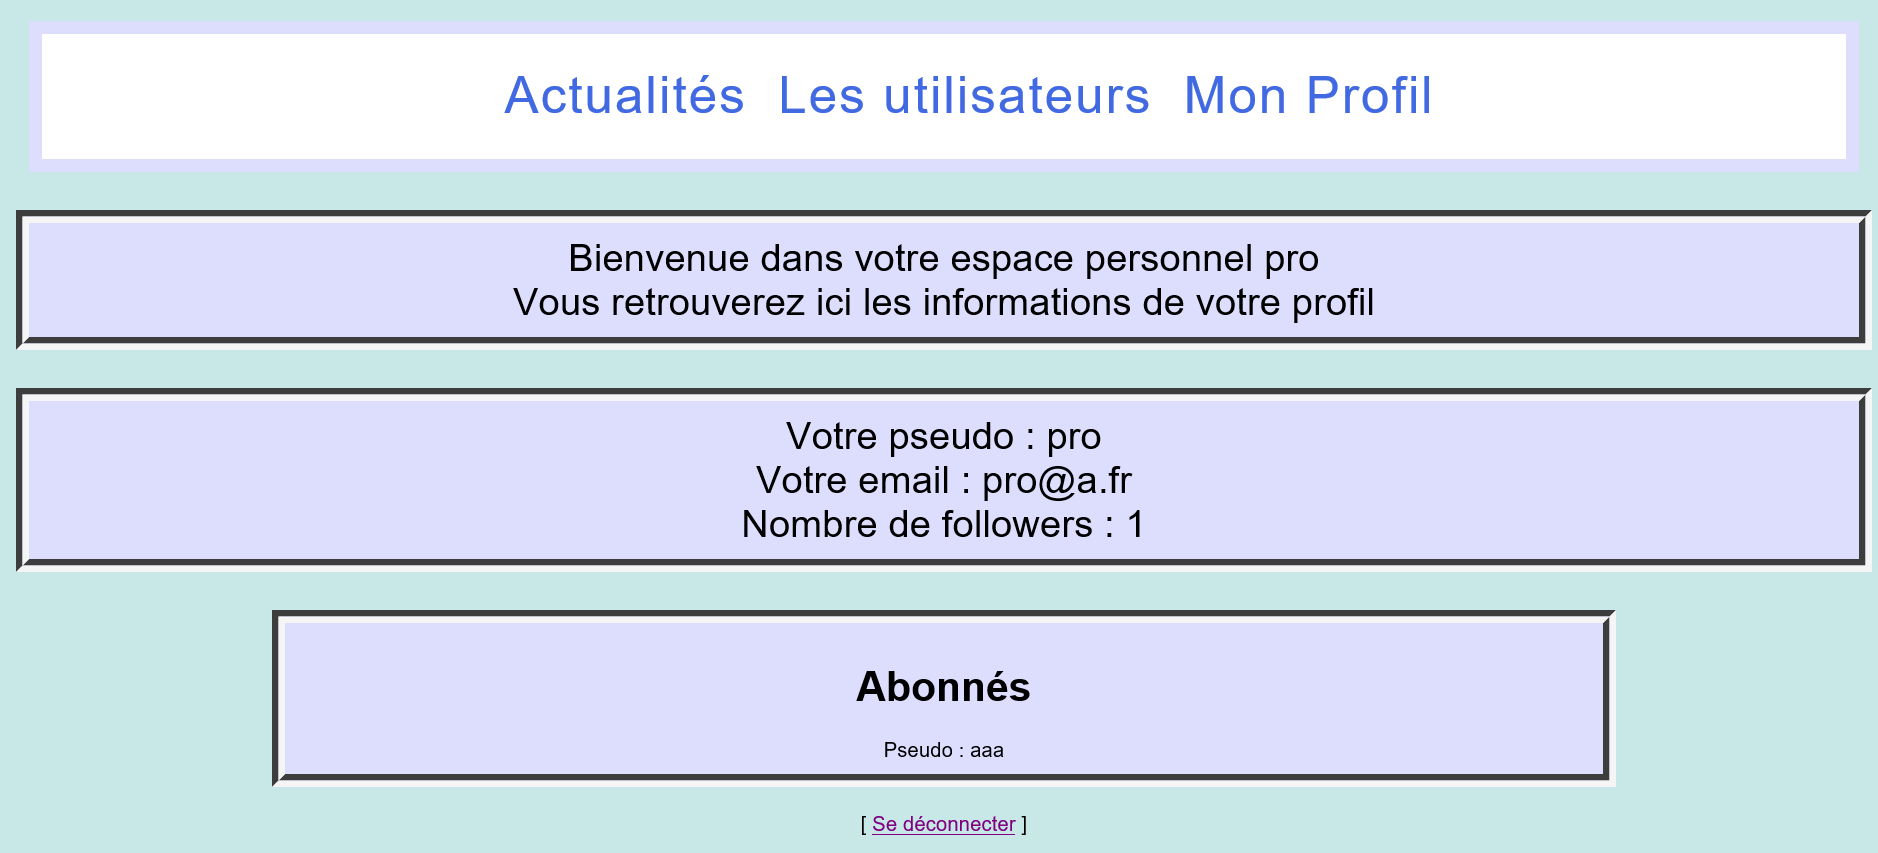 Actualités Les utilisateurs Mon Profil
Bienvenue dans votre espace personnel pro
Vous retrouverez ici les informations de votre profil
Votre pseudo : pro
Votre email : pro@a.fr
Nombre de followers : 1
Abonnés
Pseudo : aaa
[ Se déconnecter ]